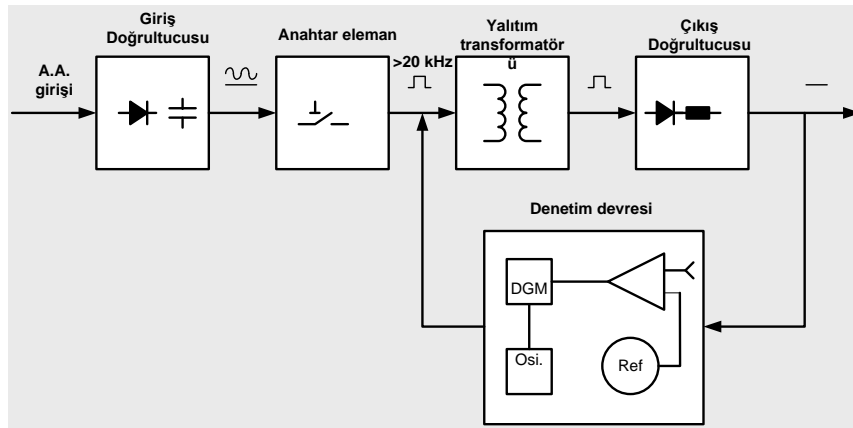 Giriş
Doğrultucusu
Anahtar eleman
Yalıtım
transformatör
ü
Çıkış
Doğrultucusu
A.A.
girişi
>20 kHz
Denetim devresi
DGM
Osi.
Ref